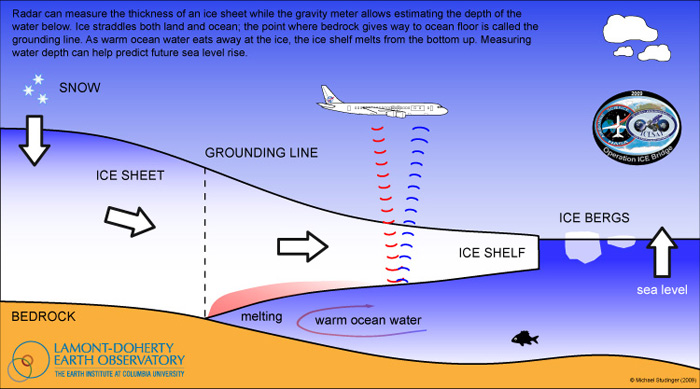 Radar can measure the thickness of an ice sheet while the gravity meter allows estimating the depth of the
water below. Ice straddles both land and ocean; the point where bedrock gives way to ocean floor is called the
grounding line. As warm ocean water eats away at the ice, the ice shelf melts from the bottom up. Measuring
water depth can help predict future sea level rise.
SNOW
2009
NASA
Operation ICE Bridge
GROUNDING LINE
ICE SHEET
ICE BERGS
ICE SHELF
sea level
BEDROCK
melting
warm ocean water
LAMONT-DOHERTY
EARTH OBSERVATORY
THE EARTH INSTITUTE AT COLUMBIA UNIVERSITY
© Michael Studinger (2008)